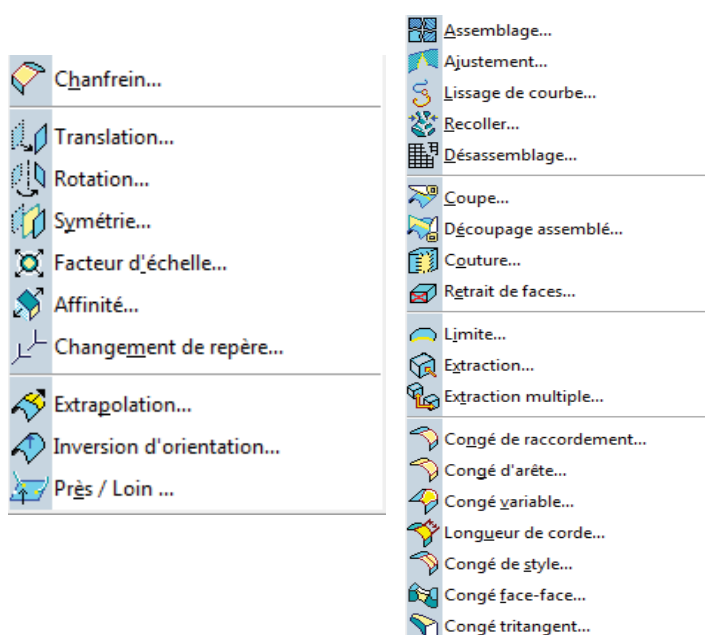 Chanfrein...
Translation...
Rotation...
Symétrie...
Facteur d'échelle...
Affinité...
Changement de repère...
Extrapolation...
Inversion d'orientation...
Près / Loin ...
Assemblage...
Ajustement...
Lissage de courbe...
Recoller...
Désassemblage...
Coupe...
Découpage assemblé...
Couture...
Retrait de faces...
Limite...
Extraction...
Extraction multiple...
Congé de raccordement...
Congé d'arête...
Congé variable...
Longueur de corde...
Congé de style...
Congé face-face...
Congé tritangent...